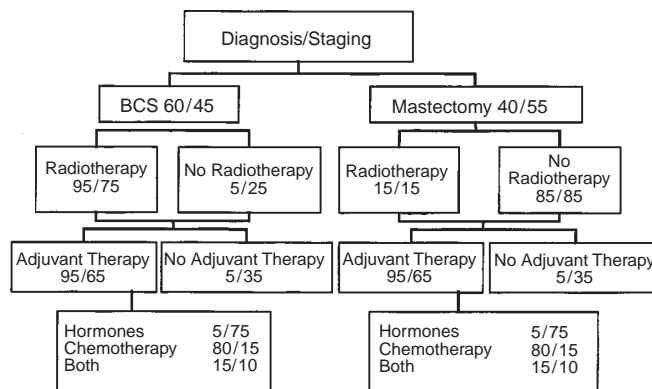 Diagnosis/Staging
BCS 60/45
Mastectomy 40/55
Radiotherapy
95/75
No Radiotherapy
5/25
Radiotherapy
15/15
No
Radiotherapy
85/85
Adjuvant Therapy
95/65
No Adjuvant Therapy
5/35
Adjuvant Therapy
95/65
No Adjuvant Therapy
5/35
Hormones 5/75
Chemotherapy 80/15
Both 15/10
Hormones 5/75
Chemotherapy 80/15
Both 15/10